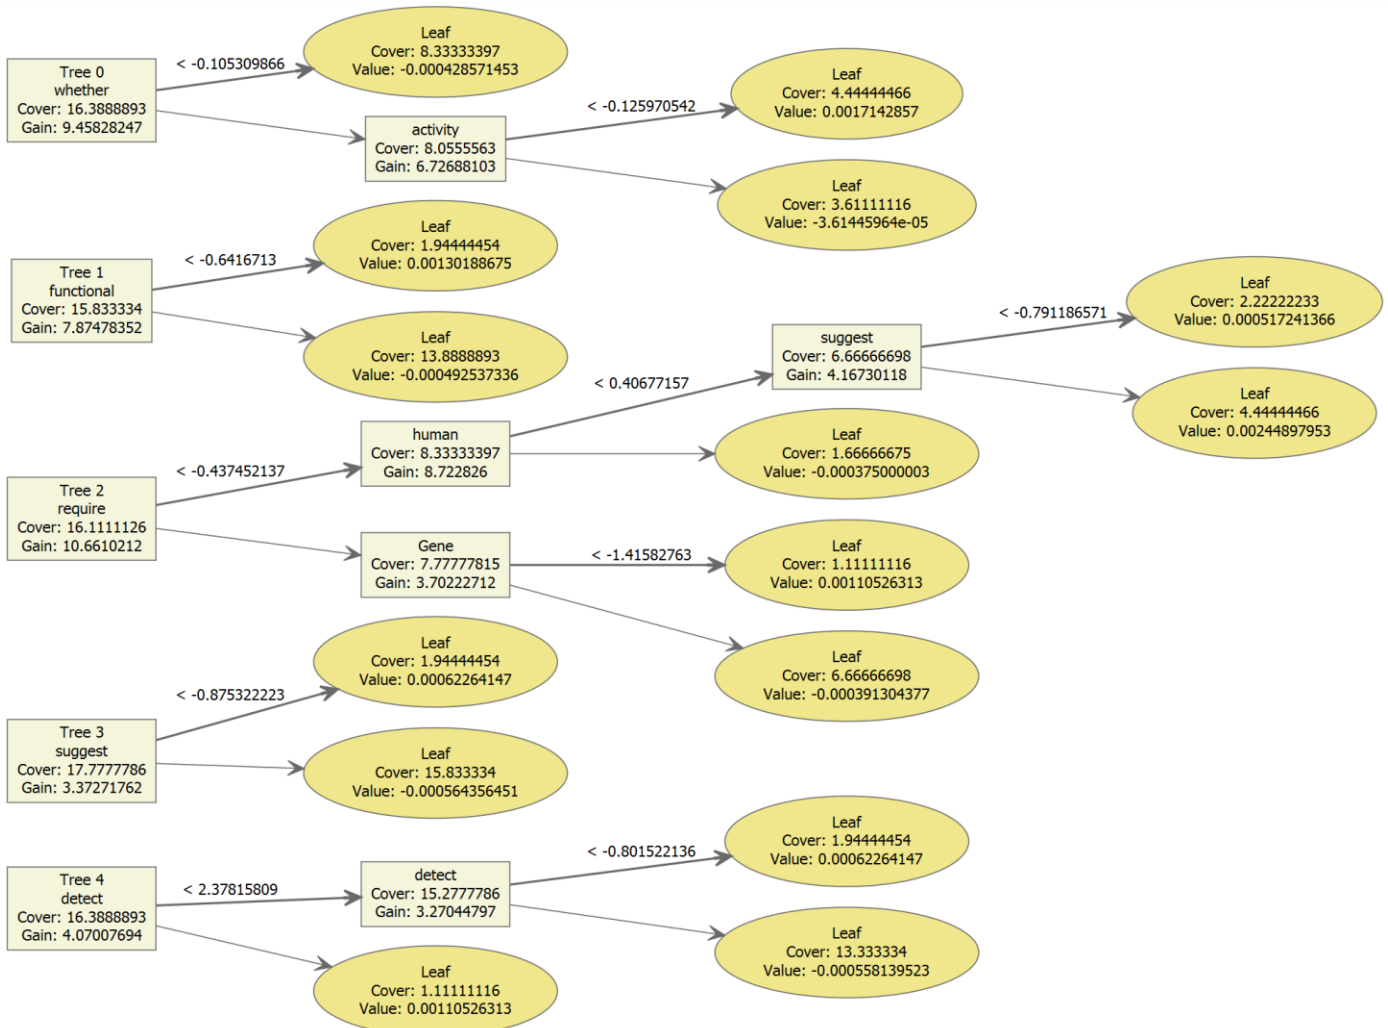 Tree 0
whether
Cover: 16.3888893
Gain: 9.45828247
< -0.105309866
Leaf
Cover: 8.33333397
Value: -0.000428571453
activity
Cover: 8.0555563
Gain: 6.72688103
< -0.125970542
Leaf
Cover: 4.44444466
Value: 0.0017142857
Leaf
Cover: 3.61111116
Value: -3.61445964e-05
Tree 1
functional
Cover: 15.833334
Gain: 7.87478352
< -0.6416713
Leaf
Cover: 1.94444454
Value: 0.00130188675
Leaf
Cover: 13.8888893
Value: -0.000492537336
Tree 2
require
Cover: 16.1111126
Gain: 10.6610212
< -0.437452137
human
Cover: 8.33333397
Gain: 8.722826
< 0.40677157
suggest
Cover: 6.66666698
Gain: 4.16730118
< -0.791186571
Leaf
Cover: 2.22222233
Value: 0.000517241366
Leaf
Cover: 4.44444466
Value: 0.00244897953
Leaf
Cover: 1.66666675
Value: -0.000375000003
Gene
Cover: 7.77777815
Gain: 3.70222712
< -1.41582763
Leaf
Cover: 1.11111116
Value: 0.00110526313
Leaf
Cover: 6.66666698
Value: -0.000391304377
Tree 3
suggest
Cover: 17.7777786
Gain: 3.37271762
< -0.875322223
Leaf
Cover: 1.94444454
Value: 0.00062264147
Leaf
Cover: 15.833334
Value: -0.000564356451
Tree 4
detect
Cover: 16.3888893
Gain: 4.07007694
< 2.37815809
detect
Cover: 15.2777786
Gain: 3.27044797
< -0.801522136
Leaf
Cover: 1.94444454
Value: 0.00062264147
Leaf
Cover: 13.333334
Value: -0.000558139523
Leaf
Cover: 1.11111116
Value: 0.00110526313